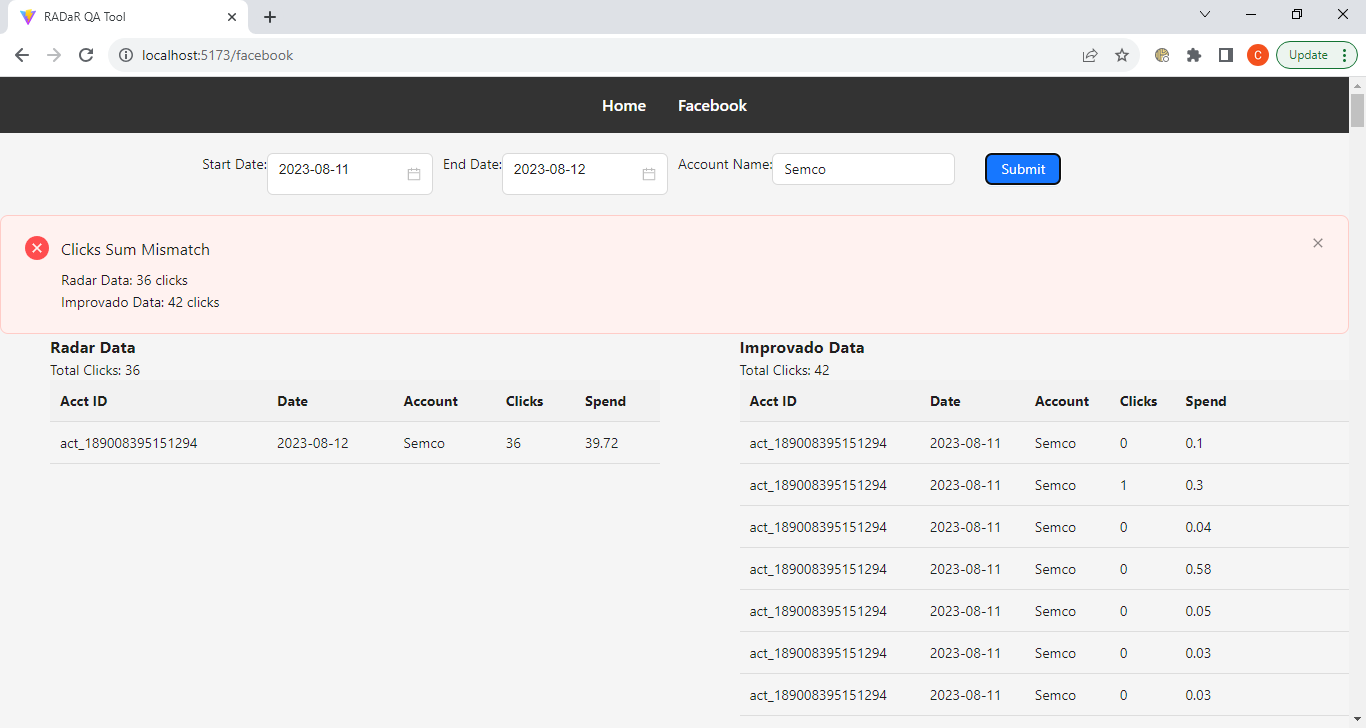 RADaR QA Tool
localhost:5173/facebook
C
Update
Home Facebook
Start Date: 2023-08-11 End Date: 2023-08-12 Account Name: Semco Submit
Clicks Sum Mismatch
Radar Data: 36 clicks
Improvado Data: 42 clicks
Radar Data
Total Clicks: 36
Acct ID Date Account Clicks Spend
act_189008395151294 2023-08-12 Semco 36 39.72
Improvado Data
Total Clicks: 42
Acct ID Date Account Clicks Spend
act_189008395151294 2023-08-11 Semco 0 0.1
act_189008395151294 2023-08-11 Semco 1 0.3
act_189008395151294 2023-08-11 Semco 0 0.04
act_189008395151294 2023-08-11 Semco 0 0.58
act_189008395151294 2023-08-11 Semco 0 0.05
act_189008395151294 2023-08-11 Semco 0 0.03
act_189008395151294 2023-08-11 Semco 0 0.03